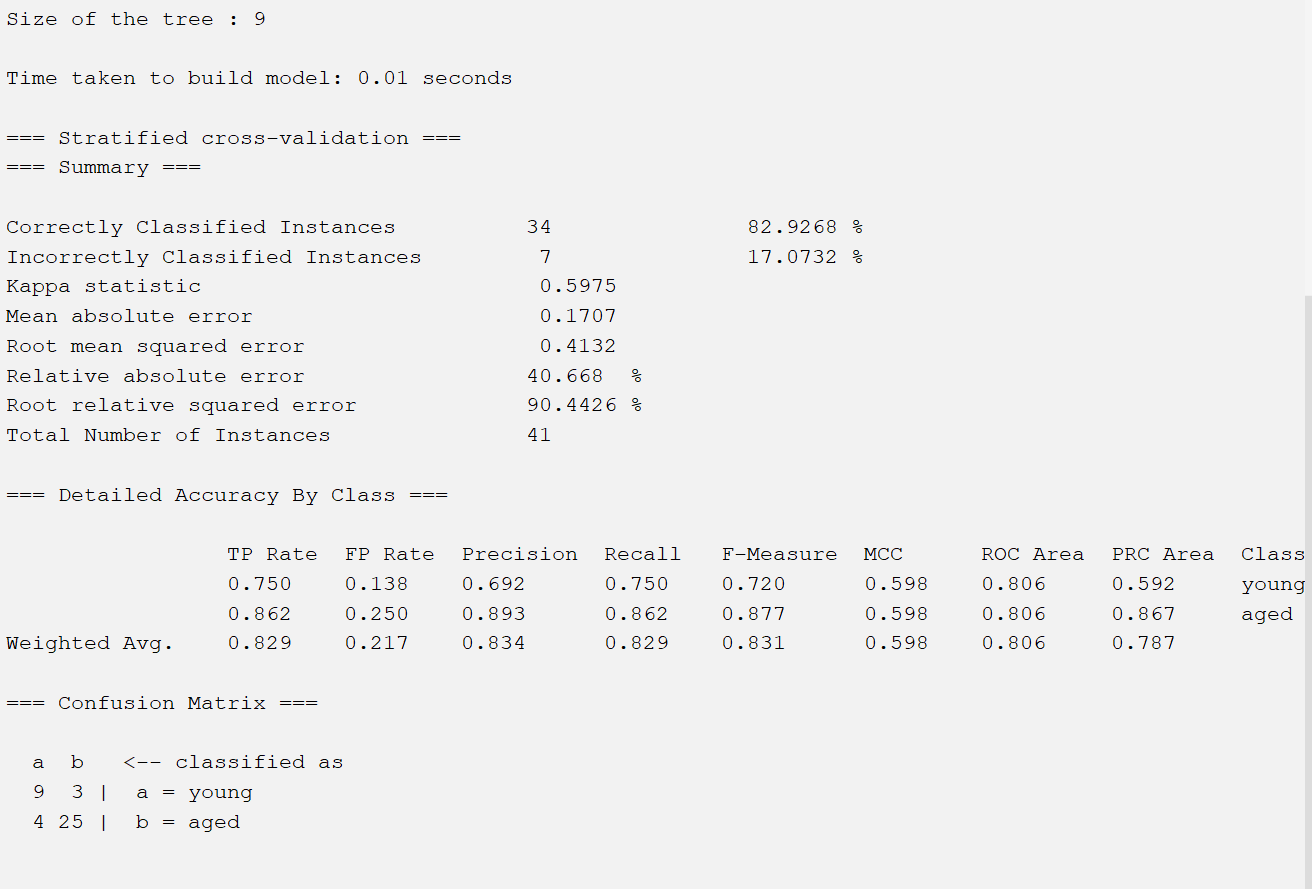 Size of the tree : 9
Time taken to build model: 0.01 seconds
=== Stratified cross-validation ===
=== Summary ===
Correctly Classified Instances 34 82.9268 %
Incorrectly Classified Instances 7 17.0732 %
Kappa statistic 0.5975
Mean absolute error 0.1707
Root mean squared error 0.4132
Relative absolute error 40.668 %
Root relative squared error 90.4426 %
Total Number of Instances 41
=== Detailed Accuracy By Class ===
TP Rate FP Rate Precision Recall F-Measure MCC ROC Area PRC Area Class
0.750 0.138 0.692 0.750 0.720 0.598 0.806 0.592 young
0.862 0.250 0.893 0.862 0.877 0.598 0.806 0.867 aged
Weighted Avg. 0.829 0.217 0.834 0.829 0.831 0.598 0.806 0.787
=== Confusion Matrix ===
a b <-- classified as
9 3 | a = young
4 25 | b = aged